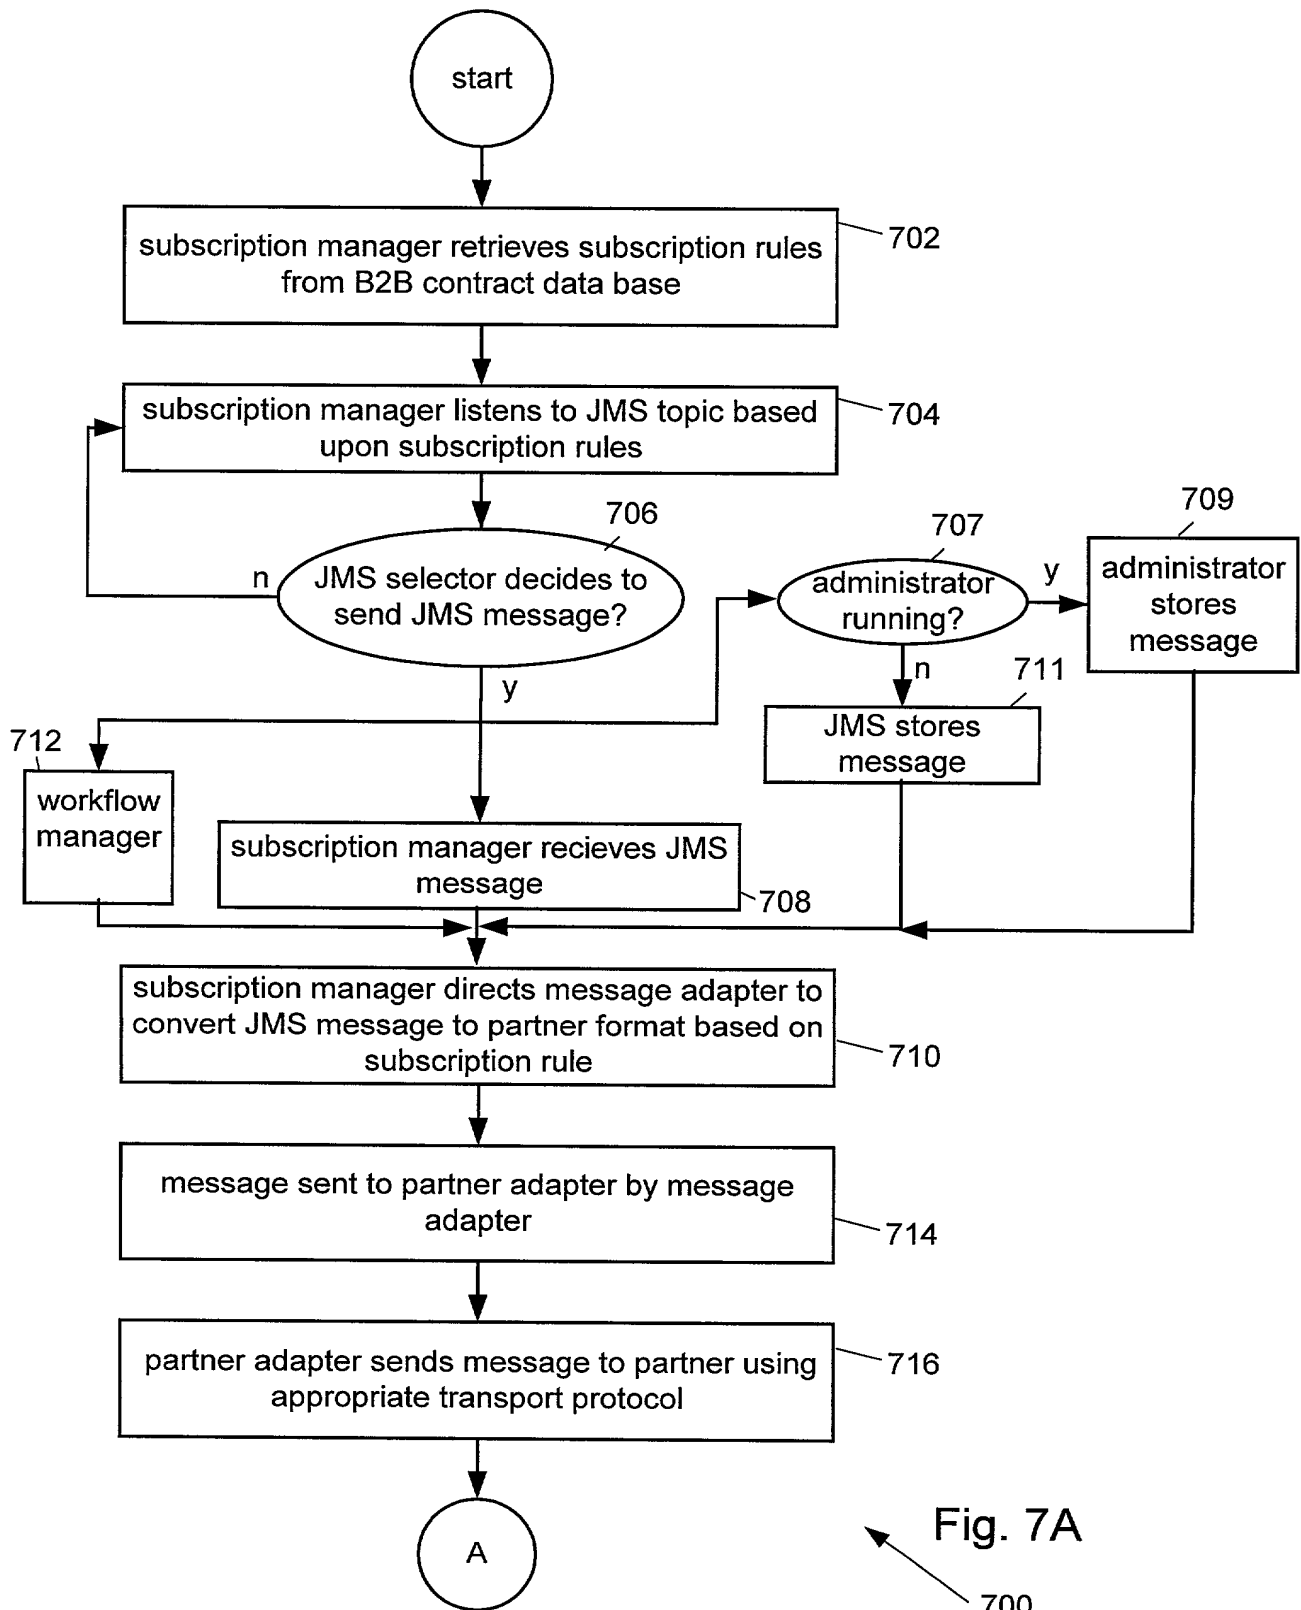 start
subscription manager retrieves subscription rules
from B2B contract data base
702
subscription manager listens to JMS topic based
upon subscription rules
704
706
JMS selector decides to
send JMS message?
n
y
707
administrator
running?
y
n
709
administrator
stores
message
711
JMS stores
message
712
workflow
manager
subscription manager recieves JMS
message
708
subscription manager directs message adapter to
convert JMS message to partner format based on
subscription rule
710
message sent to partner adapter by message
adapter
714
partner adapter sends message to partner using
appropriate transport protocol
716
A
Fig. 7A
700